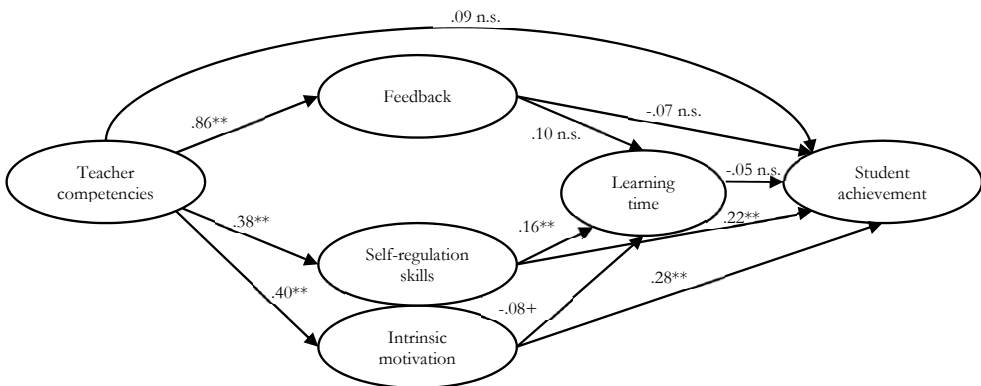 .09 n.s.
Feedback
.86**
-.07 n.s.
.10 n.s.
Teacher
competencies
Learning
time
-.05 n.s.
Student
achievement
.38**
.16**
.22**
Self-regulation
skills
.40**
-.08+
.28**
Intrinsic
motivation